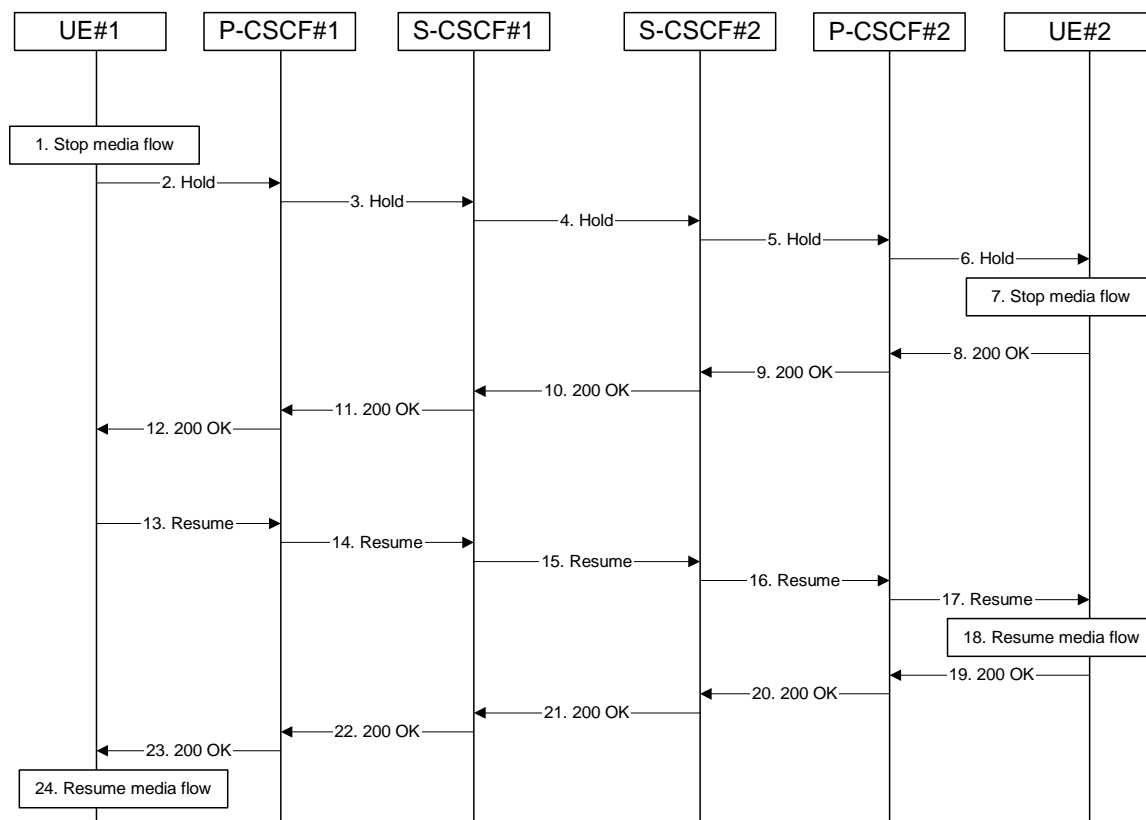 UE#1
P-CSCF#1
S-CSCF#1
S-CSCF#2
P-CSCF#2
UE#2
1. Stop media flow
2. Hold
3. Hold
4. Hold
5. Hold
6. Hold
7. Stop media flow
8. 200 OK
9. 200 OK
10. 200 OK
11. 200 OK
12. 200 OK
13. Resume
14. Resume
15. Resume
16. Resume
17. Resume
18. Resume media flow
19. 200 OK
20. 200 OK
21. 200 OK
22. 200 OK
23. 200 OK
24. Resume media flow